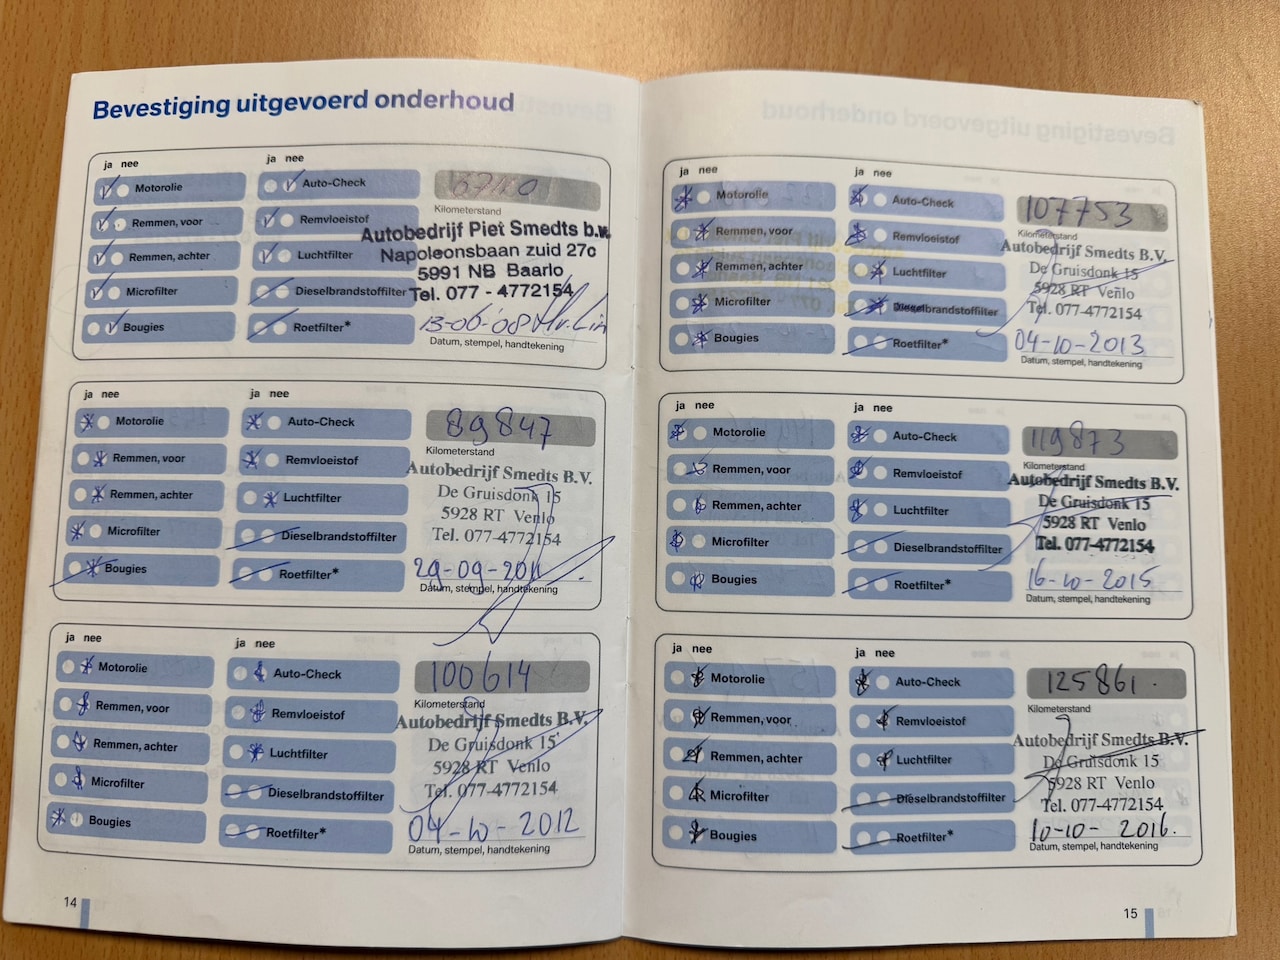 Bevestiging uitgevoerd onderhoud
ja nee
ja nee
Motorolie
Auto-Check
Remmen, voor
Remvloeistof
Remmen, achter
Luchtfilter
Microfilter
Dieselbrandstoffilter
Bougies
Roetfilter*
Kilometerstand
Autobedrijf Piet Smedts b.v.
Napoleonsbaan zuid 27c
5991 NB Baarlo
Tel. 077 - 4772154
13-06-'08
Datum, stempel, handtekening
ja nee
ja nee
Motorolie
Auto-Check
Remmen, voor
Remvloeistof
Remmen, achter
Luchtfilter
Microfilter
Dieselbrandstoffilter
Bougies
Roetfilter*
89847
Kilometerstand
Autobedrijf Smedts B.V.
De Gruisdonk 15
5928 RT Venlo
Tel. 077-4772154
29-09-2011
Datum, stempel, handtekening
ja nee
ja nee
Motorolie
Auto-Check
Remmen, voor
Remvloeistof
Remmen, achter
Luchtfilter
Microfilter
Dieselbrandstoffilter
Bougies
Roetfilter*
100614
Kilometerstand
Autobedrijf Smedts B.V.
De Gruisdonk 15
5928 RT Venlo
Tel. 077-4772154
04-10-2012
Datum, stempel, handtekening
14
ja nee
ja nee
Motorolie
Auto-Check
Remmen, voor
Remvloeistof
Remmen, achter
Luchtfilter
Microfilter
Dieselbrandstoffilter
Bougies
Roetfilter*
107753
Kilometerstand
Autobedrijf Smedts B.V.
De Gruisdonk 15
5928 RT Venlo
Tel. 077-4772154
04-10-2013
Datum, stempel, handtekening
ja nee
ja nee
Motorolie
Auto-Check
Remmen, voor
Remvloeistof
Remmen, achter
Luchtfilter
Microfilter
Dieselbrandstoffilter
Bougies
Roetfilter*
119873
Kilometerstand
Autobedrijf Smedts B.V.
De Gruisdonk 15
5928 RT Venlo
Tel. 077-4772154
16-10-2015
Datum, stempel, handtekening
ja nee
ja nee
Motorolie
Auto-Check
Remmen, voor
Remvloeistof
Remmen, achter
Luchtfilter
Microfilter
Dieselbrandstoffilter
Bougies
Roetfilter*
125861.
Kilometerstand
Autobedrijf Smedts B.V.
De Gruisdonk 15
5928 RT Venlo
Tel. 077-4772154
10-10-2016.
Datum, stempel, handtekening
15